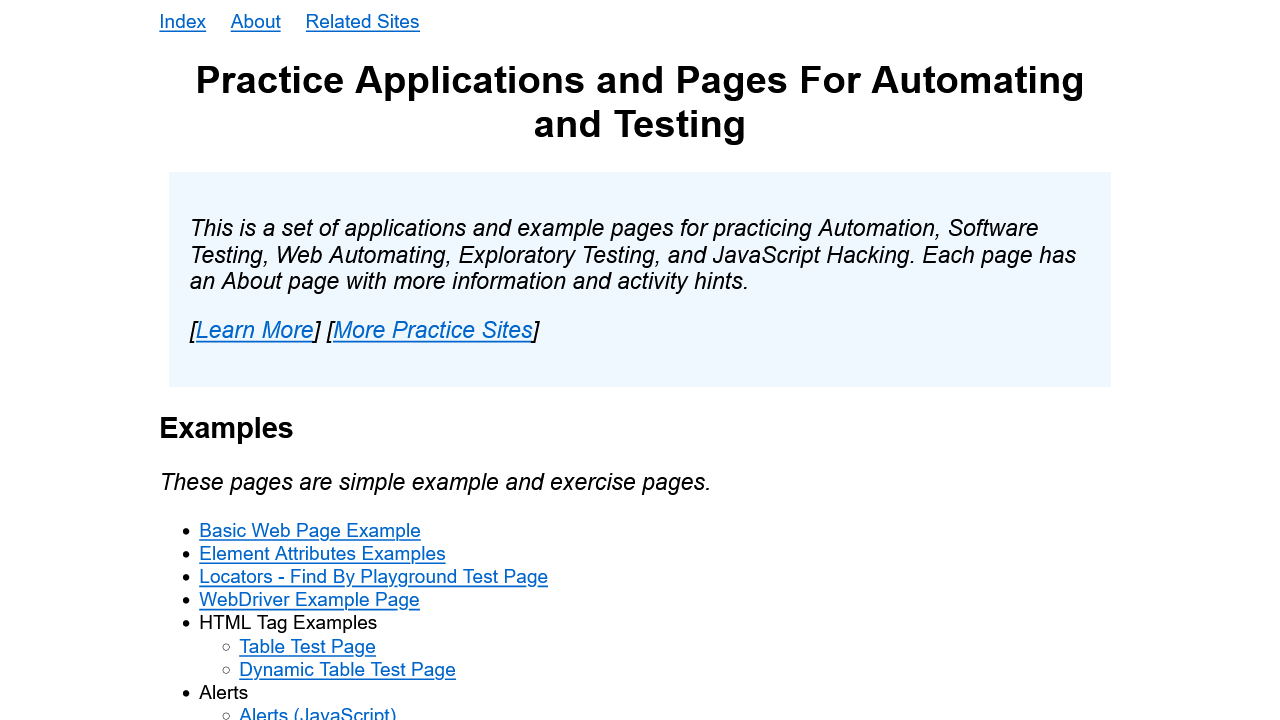 Index About Related Sites
Practice Applications and Pages For Automating
and Testing
This is a set of applications and example pages for practicing Automation, Software
Testing, Web Automating, Exploratory Testing, and JavaScript Hacking. Each page has
an About page with more information and activity hints.
[Learn More] [More Practice Sites]
Examples
These pages are simple example and exercise pages.
Basic Web Page Example
Element Attributes Examples
Locators - Find By Playground Test Page
WebDriver Example Page
HTML Tag Examples
Table Test Page
Dynamic Table Test Page
Alerts
Alerts (JavaScript)